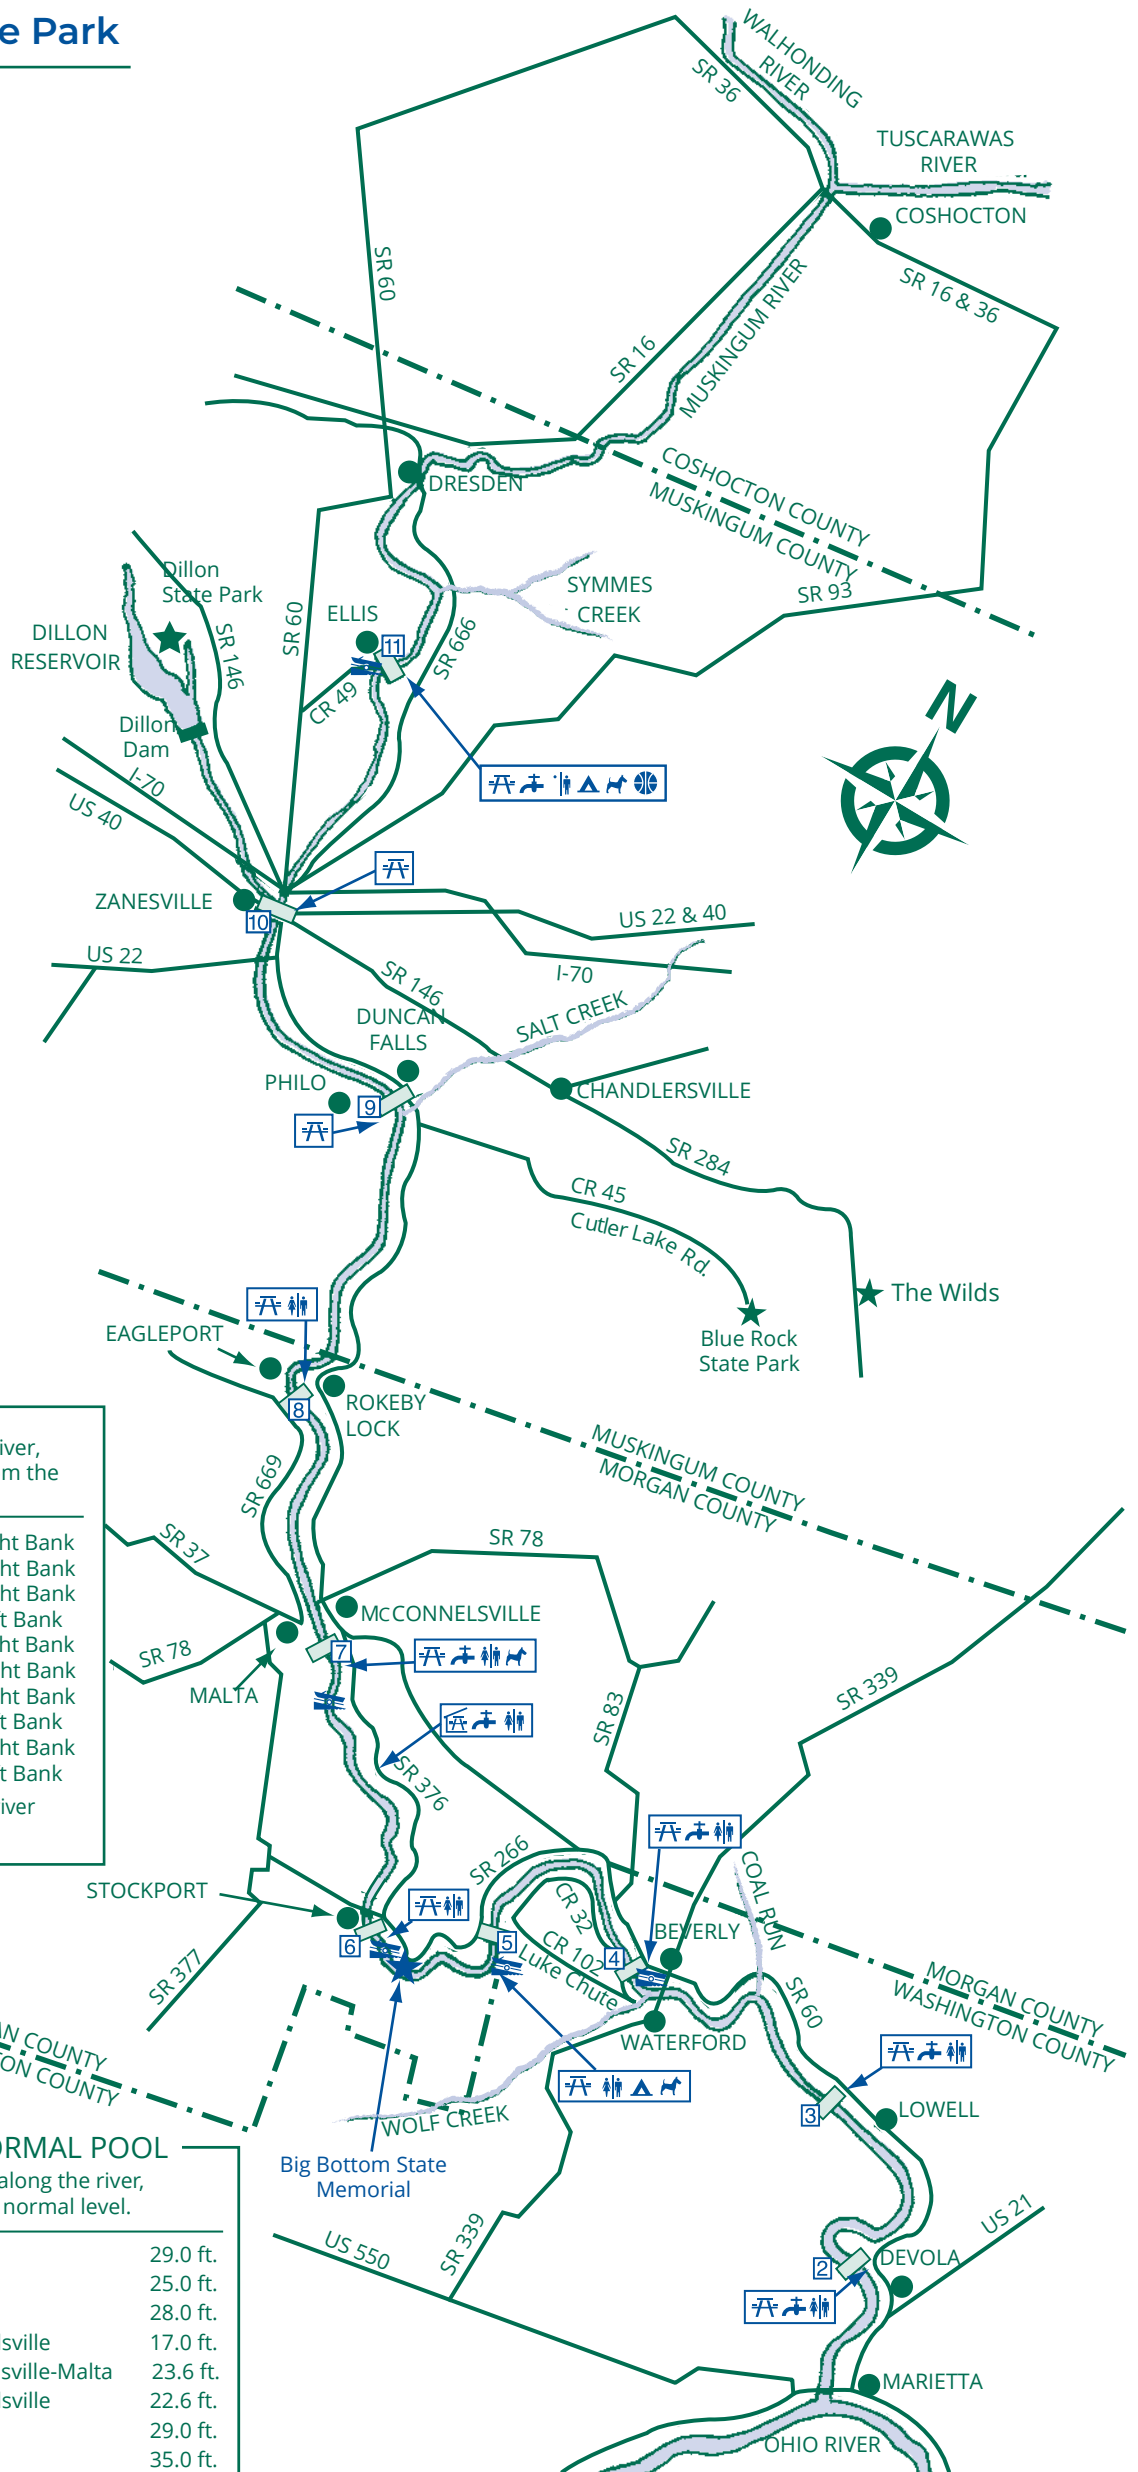 e Park
WALHONDING
RIVER
SR 36
TUSCARAWAS
RIVER
COSHOCTON
SR 60
SR 16 & 36
SR 16
MUSKINGUM RIVER
DRESDEN
COSHOCTON COUNTY
MUSKINGUM COUNTY
Dillon
State Park
SYMMES
CREEK
SR 93
DILLON
RESERVOIR
SR 146
SR 60
ELLIS
11
SR 666
CR 49
Dillon
Dam
N
I-70
US 40
ZANESVILLE
10
US 22 & 40
US 22
I-70
SR 146
SALT CREEK
DUNCAN
FALLS
PHILO
9
CHANDLERSVILLE
SR 284
CR 45
Cutler Lake Rd.
The Wilds
Blue Rock
State Park
EAGLEPORT
8
ROKEBY
LOCK
MUSKINGUM COUNTY
MORGAN COUNTY
iver,
m the
SR 669
ht Bank
ht Bank
ht Bank
t Bank
ht Bank
ht Bank
ht Bank
t Bank
ht Bank
t Bank
iver
SR 37
SR 78
McCONNELSVILLE
SR 78
7
MALTA
SR 339
SR 83
SR 376
SR 266
COAL RUN
STOCKPORT
CR 32
BEVERLY
6
5
CR 102
4
Luke Chute
SR 377
SR 60
MORGAN COUNTY
WASHINGTON COUNTY
AN COUNTY
ON COUNTY
WATERFORD
3
LOWELL
WOLF CREEK
Big Bottom State
Memorial
ORMAL POOL
along the river,
normal level.
29.0 ft.
25.0 ft.
28.0 ft.
sville 17.0 ft.
sville-Malta 23.6 ft.
sville 22.6 ft.
29.0 ft.
35.0 ft.
US 550
SR 339
US 21
2
DEVOLA
MARIETTA
OHIO RIVER